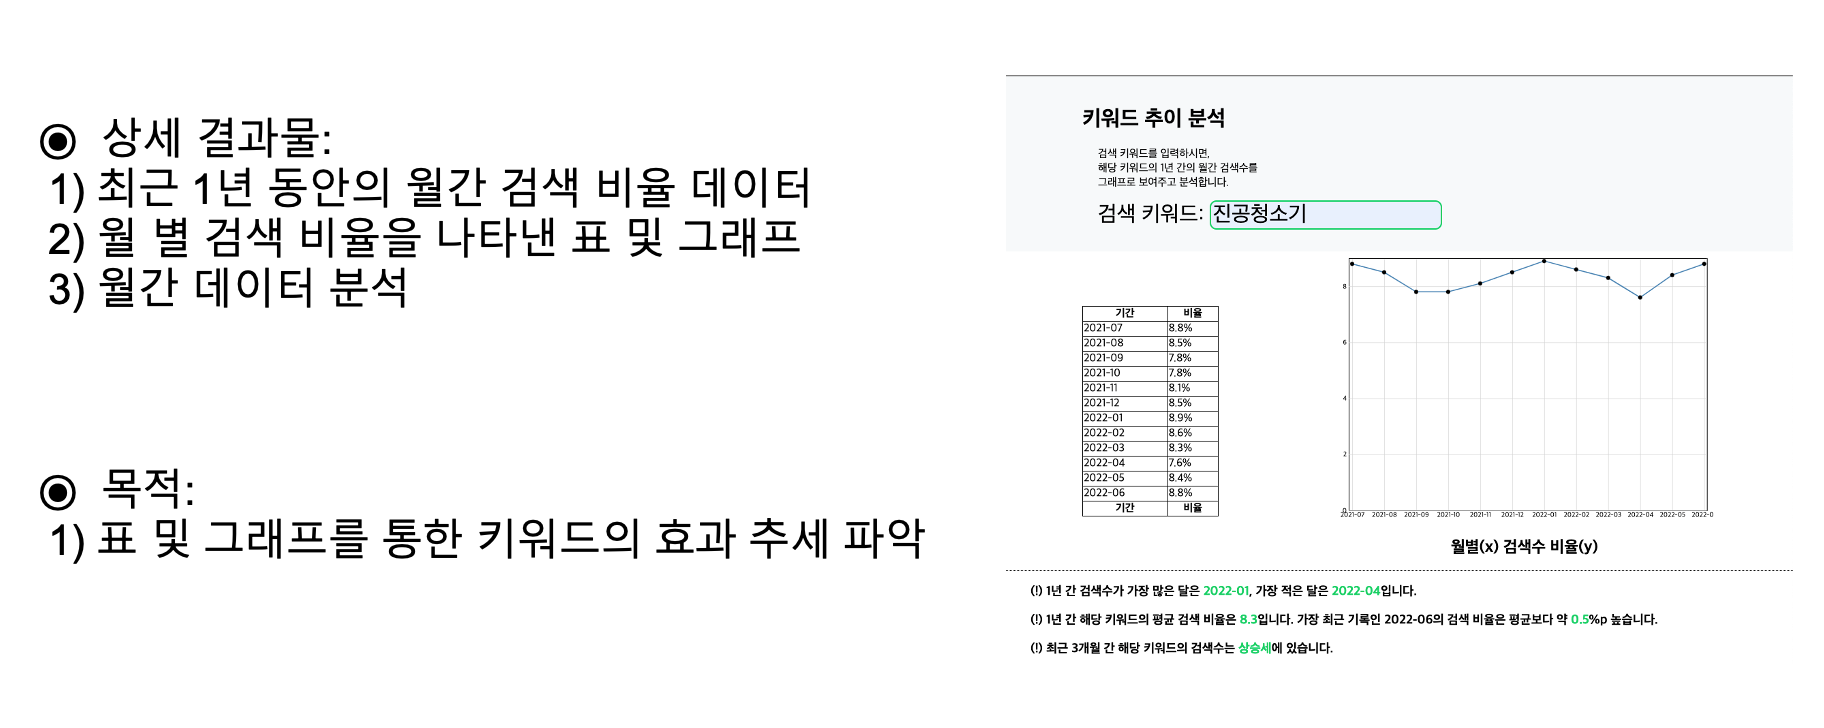 ◉ 상세 결과물:
1) 최근 1년 동안의 월간 검색 비율 데이터
2) 월 별 검색 비율을 나타낸 표 및 그래프
3) 월간 데이터 분석
◉ 목적:
1) 표 및 그래프를 통한 키워드의 효과 추세 파악
키워드 추이 분석
검색 키워드를 입력하시면,
해당 키워드의 1년 간의 월간 검색수를
그래프로 보여주고 분석합니다.
검색 키워드: 진공청소기
기간 비율
2021-07 8.8%
2021-08 8.5%
2021-09 7.8%
2021-10 7.8%
2021-11 8.1%
2021-12 8.5%
2022-01 8.9%
2022-02 8.6%
2022-03 8.3%
2022-04 7.6%
2022-05 8.4%
2022-06 8.8%
기간 비율
8
6
4
2
0
2021-07 2021-08 2021-09 2021-10 2021-11 2021-12 2022-01 2022-02 2022-03 2022-04 2022-05 2022-0
월별(x) 검색수 비율(y)
(!) 1년 간 검색수가 가장 많은 달은 2022-01, 가장 적은 달은 2022-04입니다.
(!) 1년 간 해당 키워드의 평균 검색 비율은 8.3입니다. 가장 최근 기록인 2022-06의 검색 비율은 평균보다 약 0.5%p 높습니다.
(!) 최근 3개월 간 해당 키워드의 검색수는 상승세에 있습니다.